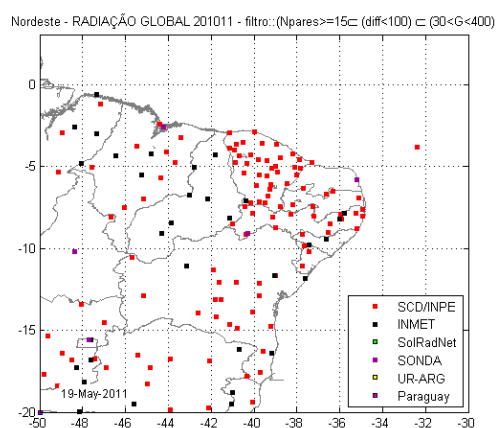 Nordeste - RADIAÇÃO GLOBAL 201011 - filtro::(Npares>=15⊂ (diff<100) ⊂ (30<G<400)
0
-5
-10
-15
-20
SCD/INPE
INMET
SolRadNet
SONDA
UR-ARG
Paraguay
19-May-2011
-50 -48 -46 -44 -42 -40 -38 -36 -34 -32 -30